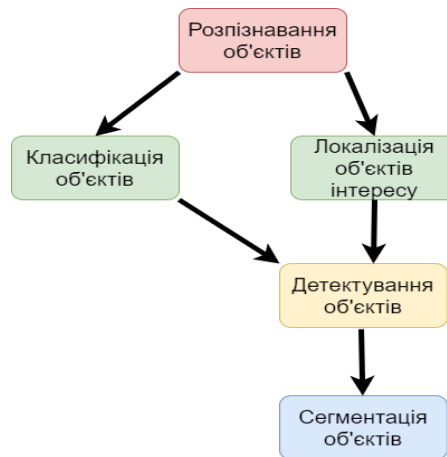 Розпізнавання
об'єктів
Класифікація
об'єктів
Локалізація
об'єктів
інтересу
Детектування
об'єктів
Сегментація
об'єктів